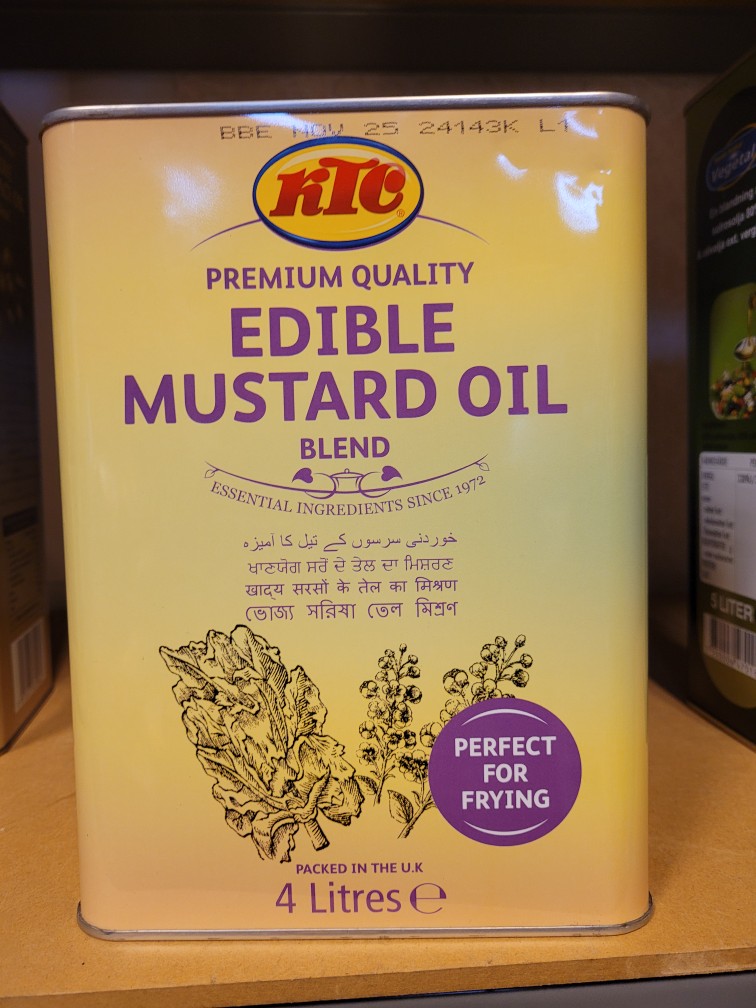 BBE NOV 25 24143K L1
KTC
PREMIUM QUALITY
EDIBLE
MUSTARD OIL
BLEND
ESSENTIAL INGREDIENTS SINCE 1972
خوردنی سرسوں کے تیل کا آمیزہ
ਖਾਣਯੋਗ ਸਰੋਂ ਦੇ ਤੇਲ ਦਾ ਮਿਸ਼ਰਣ
खाद्य सरसों के तेल का मिश्रण
ভোজ্য সরিষা তেল মিশ্রণ
PERFECT
FOR
FRYING
PACKED IN THE U.K
4 Litres ℮
5 LITER